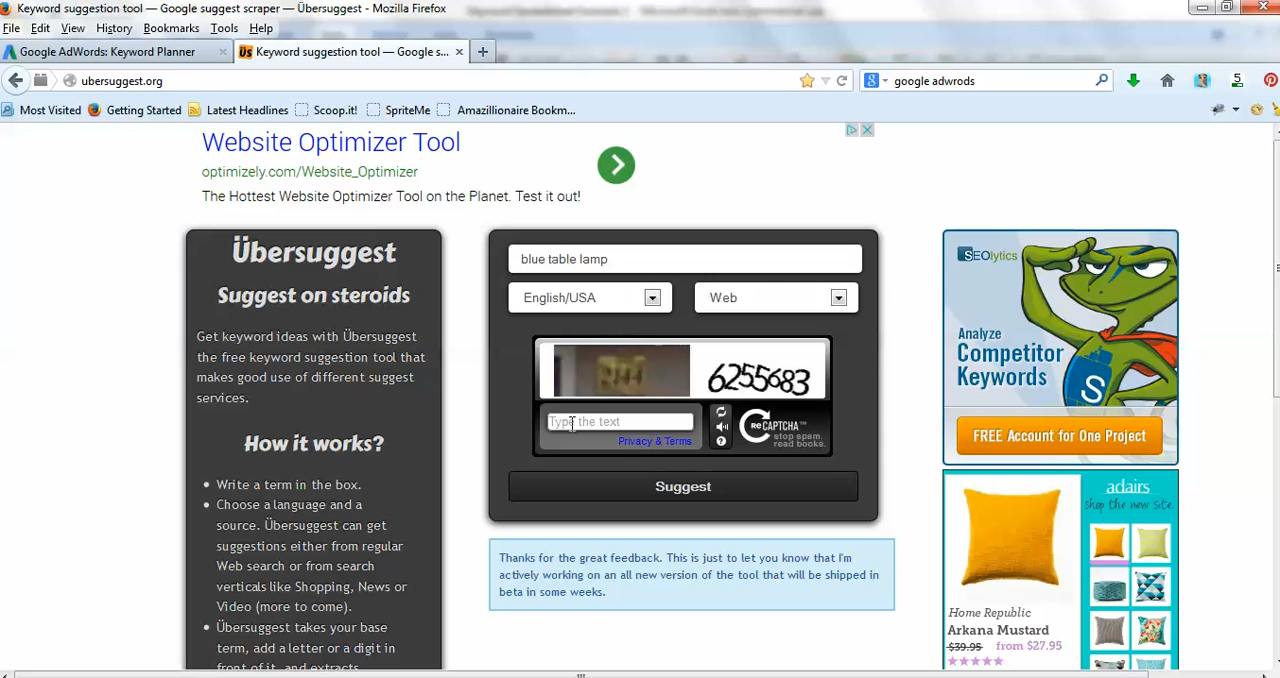 Keyword suggestion tool — Google suggest scraper — Übersuggest - Mozilla Firefox
File Edit View History Bookmarks Tools Help
Google AdWords: Keyword Planner
Keyword suggestion tool — Google s...
ubersuggest.org
google adwrods
Most Visited Getting Started Latest Headlines Scoop.it! SpriteMe Amazillionaire Bookm...
Website Optimizer Tool
optimizely.com/Website_Optimizer
The Hottest Website Optimizer Tool on the Planet. Test it out!
Übersuggest
Suggest on steroids
Get keyword ideas with Übersuggest
the free keyword suggestion tool that
makes good use of different suggest
services.
How it works?
Write a term in the box.
Choose a language and a
source. Übersuggest can get
suggestions either from regular
Web search or from search
verticals like Shopping, News or
Video (more to come).
Übersuggest takes your base
term, add a letter or a digit in
front of it, and extracts
blue table lamp
English/USA
Web
6255683
Type the text
Privacy & Terms
reCAPTCHA™
stop spam.
read books.
Suggest
Thanks for the great feedback. This is just to let you know that I'm
actively working on an all new version of the tool that will be shipped in
beta in some weeks.
SEOlytics
Analyze
Competitor
Keywords
S
FREE Account for One Project
adairs
shop the new site.
Home Republic
Arkana Mustard
$39.95 from $27.95